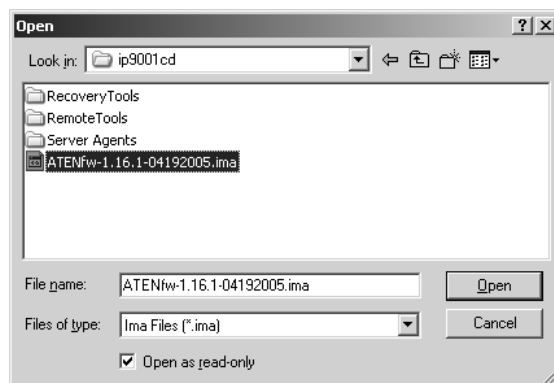 Open
Look in: ip9001cd
RecoveryTools
RemoteTools
Server Agents
ATENfw-1.16.1-04192005.ima
File name: ATENfw-1.16.1-04192005.ima Open
Files of type: Ima Files (*.ima) Cancel
Open as read-only